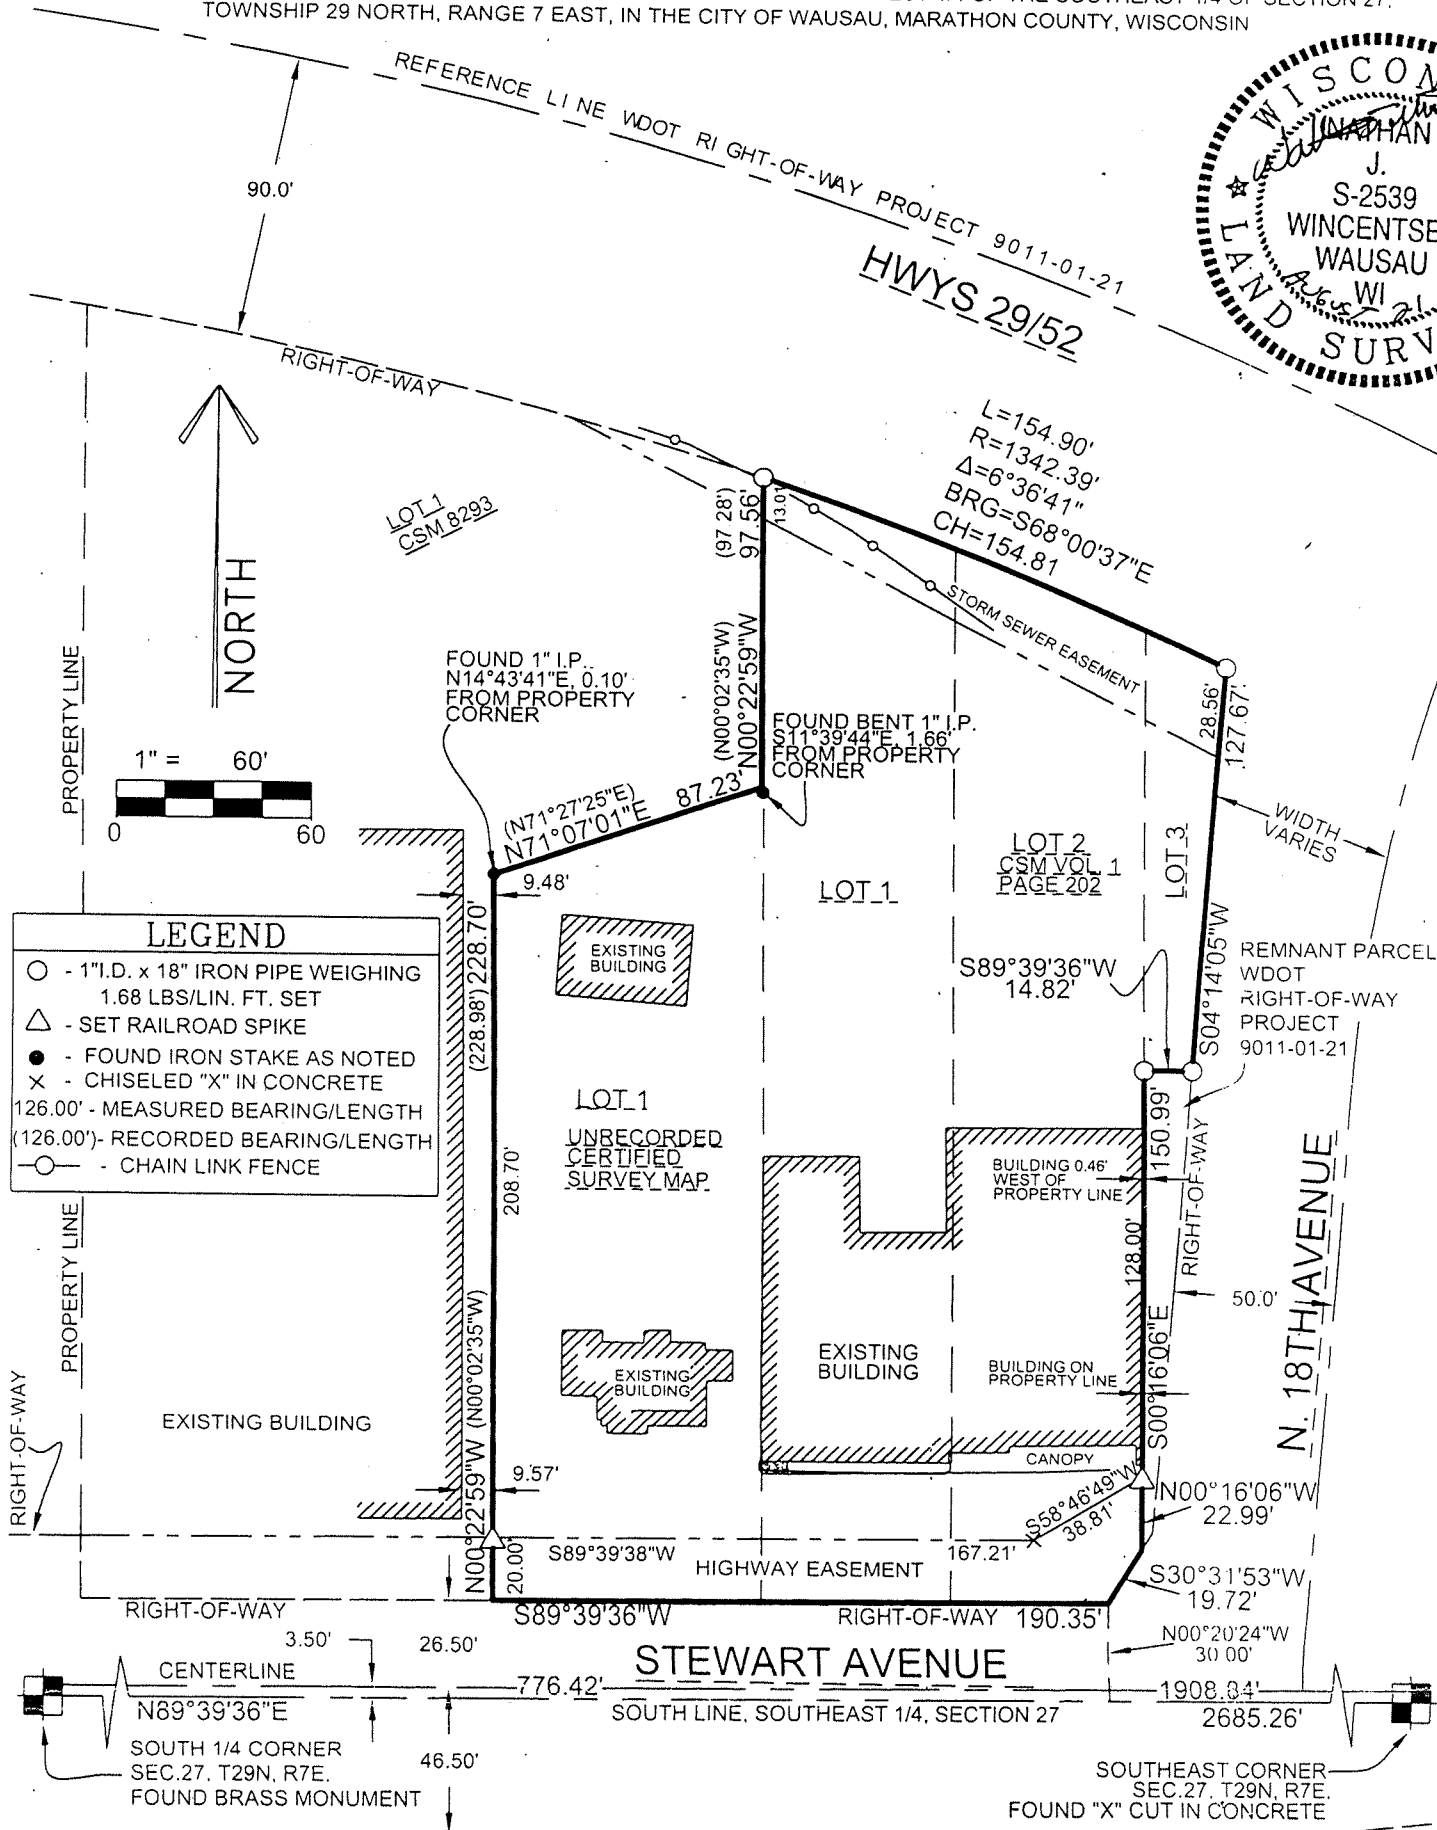 TOWNSHIP 29 NORTH, RANGE 7 EAST, IN THE CITY OF WAUSAU, MARATHON COUNTY, WISCONSIN
REFERENCE LINE WDOT RIGHT-OF-WAY PROJECT 9011-01-21
90.0'
HWYS 29/52
WISCON
NATHAN
J.
S-2539
WINCENTSE
WAUSAU
WI
AUGUST 21
LAND SURV
RIGHT-OF-WAY
L=154.90'
R=1342.39'
Δ=6°36'41"
BRG=S68°00'37"E
CH=154.81
LOT 1
CSM 8293
NORTH
(97.28')
97.56'
13.01'
(N00°02'35"W)
N00°22'59"W
STORM SEWER EASEMENT
28.56'
127.67'
PROPERTY LINE
FOUND 1" I.P.
N14°43'41"E, 0.10'
FROM PROPERTY
CORNER
FOUND BENT 1" I.P.
S11°39'44"E, 1.66'
FROM PROPERTY
CORNER
1" = 60'
0 60
(N71°27'25"E)
N71°07'01"E 87.23'
WIDTH
VARIES
9.48'
LOT 1
LOT 2
CSM VOL 1
PAGE 202
LOT 3
S04°14'05"W
LEGEND
- 1"I.D. x 18" IRON PIPE WEIGHING
1.68 LBS/LIN. FT. SET
- SET RAILROAD SPIKE
- FOUND IRON STAKE AS NOTED
- CHISELED "X" IN CONCRETE
126.00' - MEASURED BEARING/LENGTH
(126.00')- RECORDED BEARING/LENGTH
- CHAIN LINK FENCE
(228.98') 228.70'
EXISTING
BUILDING
S89°39'36"W
14.82'
REMNANT PARCEL
WDOT
RIGHT-OF-WAY
PROJECT
9011-01-21
LOT 1
UNRECORDED
CERTIFIED
SURVEY MAP
208.70'
BUILDING 0.46'
WEST OF
PROPERTY LINE
150.99'
128.00'
RIGHT-OF-WAY
PROPERTY LINE
50.0'
N. 18TH AVENUE
N00°22'59"W (N00°02'35"W)
EXISTING
BUILDING
EXISTING
BUILDING
BUILDING ON
PROPERTY LINE
S00°16'06"E
RIGHT-OF-WAY
EXISTING BUILDING
CANOPY
9.57'
S58°46'49"W
38.81'
N00°16'06"W
22.99'
20.00'
S89°39'38"W
167.21'
HIGHWAY EASEMENT
S30°31'53"W
19.72'
RIGHT-OF-WAY
S89°39'36"W
RIGHT-OF-WAY 190.35'
N00°20'24"W
30.00'
3.50'
26.50'
STEWART AVENUE
CENTERLINE
776.42'
1908.84'
N89°39'36"E
SOUTH LINE, SOUTHEAST 1/4, SECTION 27
2685.26'
SOUTH 1/4 CORNER
SEC.27, T29N, R7E.
FOUND BRASS MONUMENT
46.50'
SOUTHEAST CORNER
SEC.27, T29N, R7E.
FOUND "X" CUT IN CONCRETE